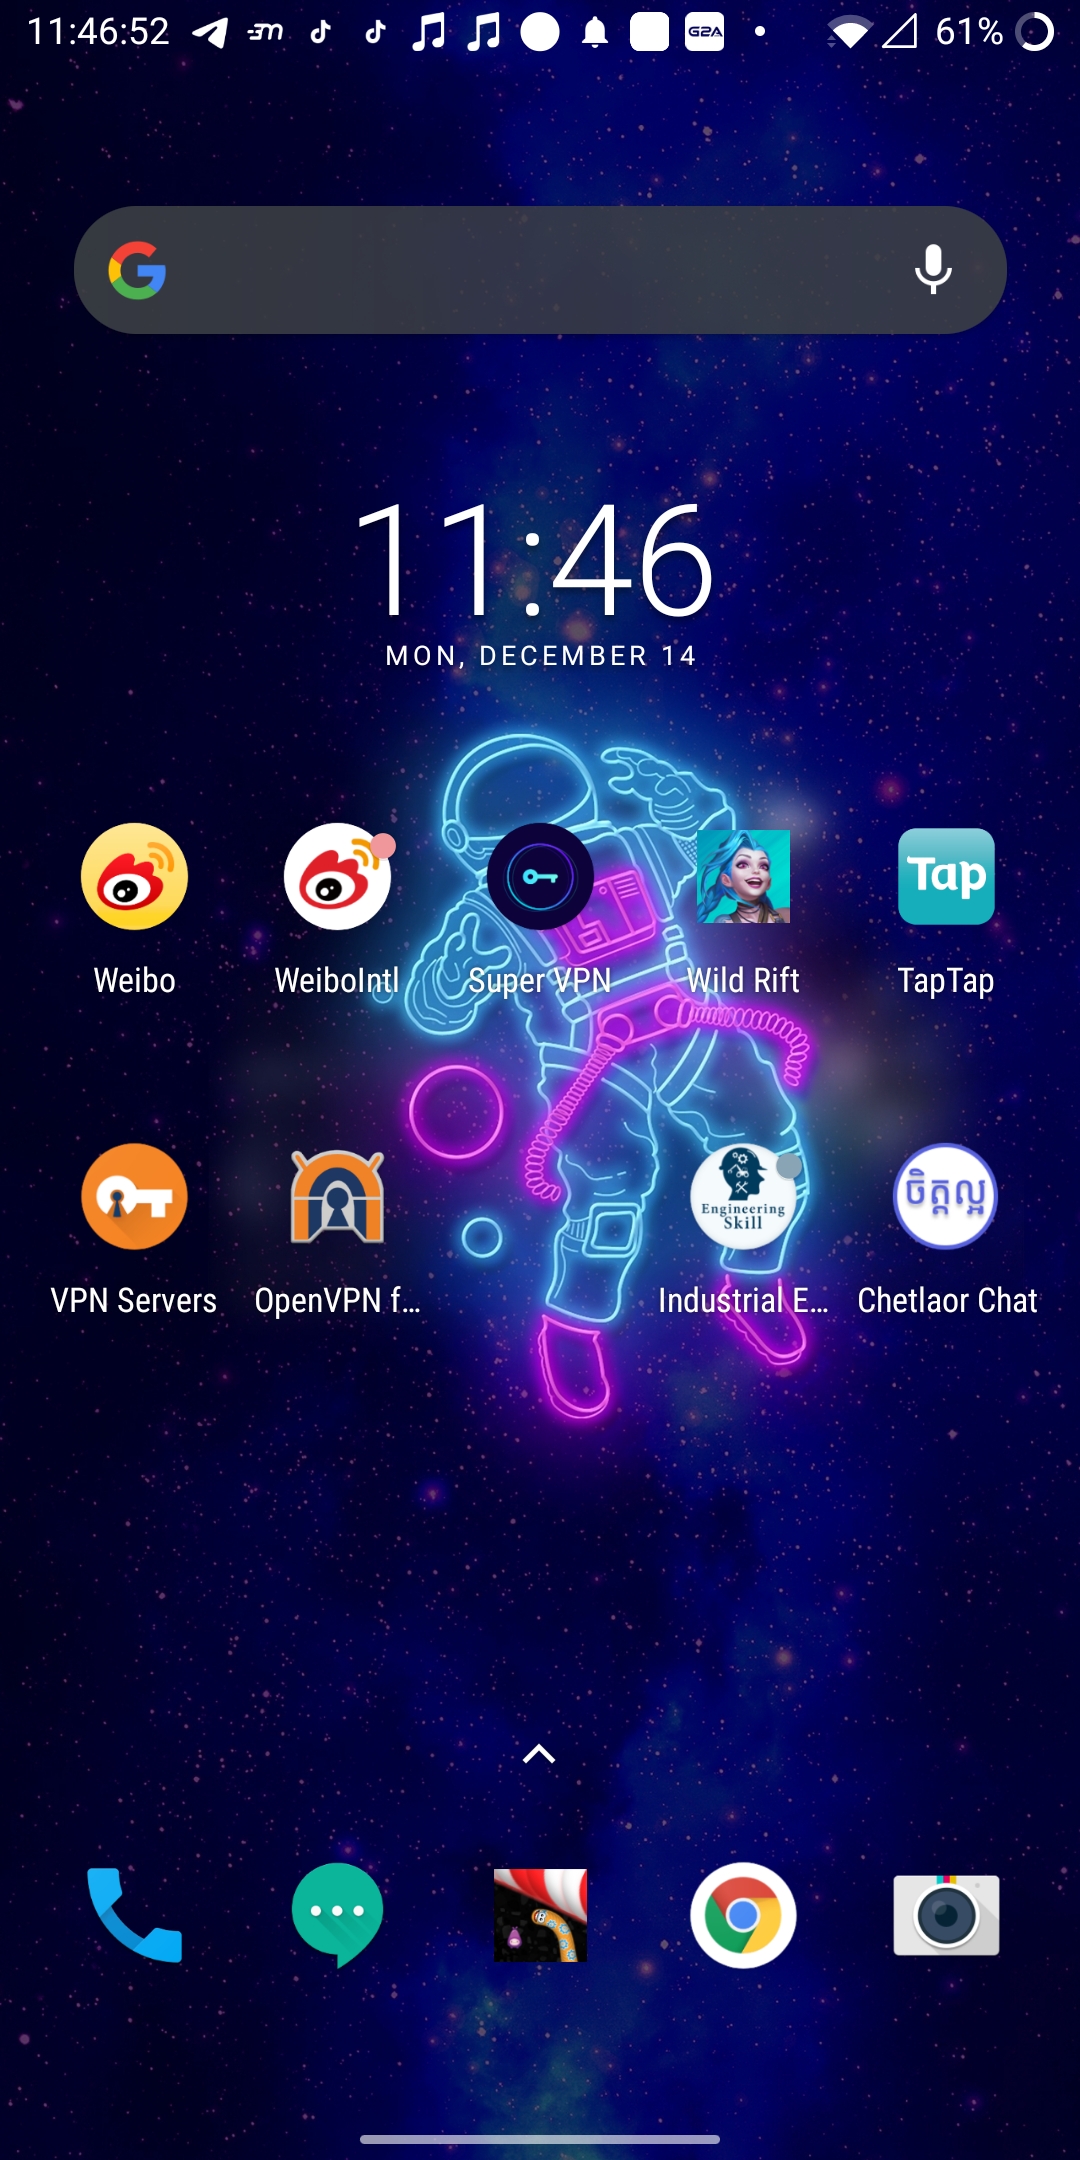 11:46:52
G2A
61%
11:46
MON, DECEMBER 14
Tap
Weibo
WeiboIntl
Super VPN
Wild Rift
TapTap
Engineering
Skill
ចិត្តល្អ
VPN Servers
OpenVPN f…
Industrial E…
Chetlaor Chat